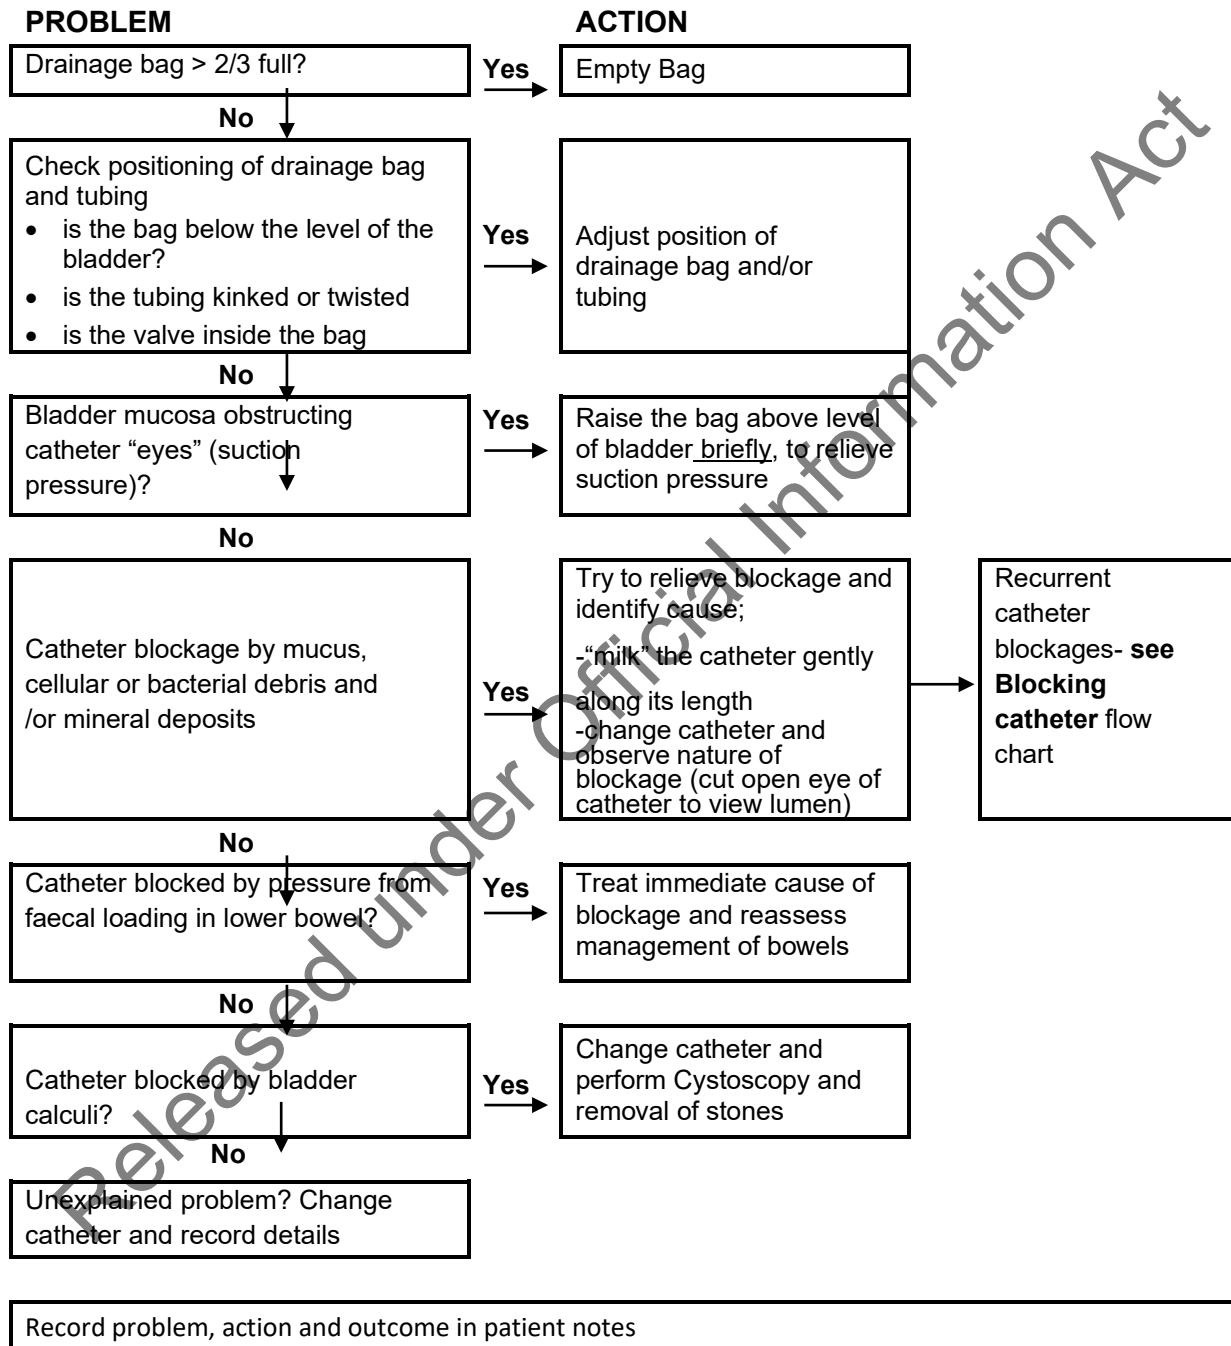 PROBLEM
ACTION
Drainage bag > 2/3 full?
Yes
Empty Bag
No
Check positioning of drainage bag
and tubing
• is the bag below the level of the
bladder?
• is the tubing kinked or twisted
• is the valve inside the bag
Yes
Adjust position of
drainage bag and/or
tubing
No
Bladder mucosa obstructing
catheter “eyes” (suction
pressure)?
Yes
Raise the bag above level
of bladder briefly, to relieve
suction pressure
No
Catheter blockage by mucus,
cellular or bacterial debris and
/or mineral deposits
Yes
Try to relieve blockage and
identify cause;
-“milk” the catheter gently
along its length
-change catheter and
observe nature of
blockage (cut open eye of
catheter to view lumen)
Recurrent
catheter
blockages- see
Blocking
catheter flow
chart
No
Catheter blocked by pressure from
faecal loading in lower bowel?
Yes
Treat immediate cause of
blockage and reassess
management of bowels
No
Catheter blocked by bladder
calculi?
Yes
Change catheter and
perform Cystoscopy and
removal of stones
No
Unexplained problem? Change
catheter and record details
Record problem, action and outcome in patient notes
Released under Official Information Act